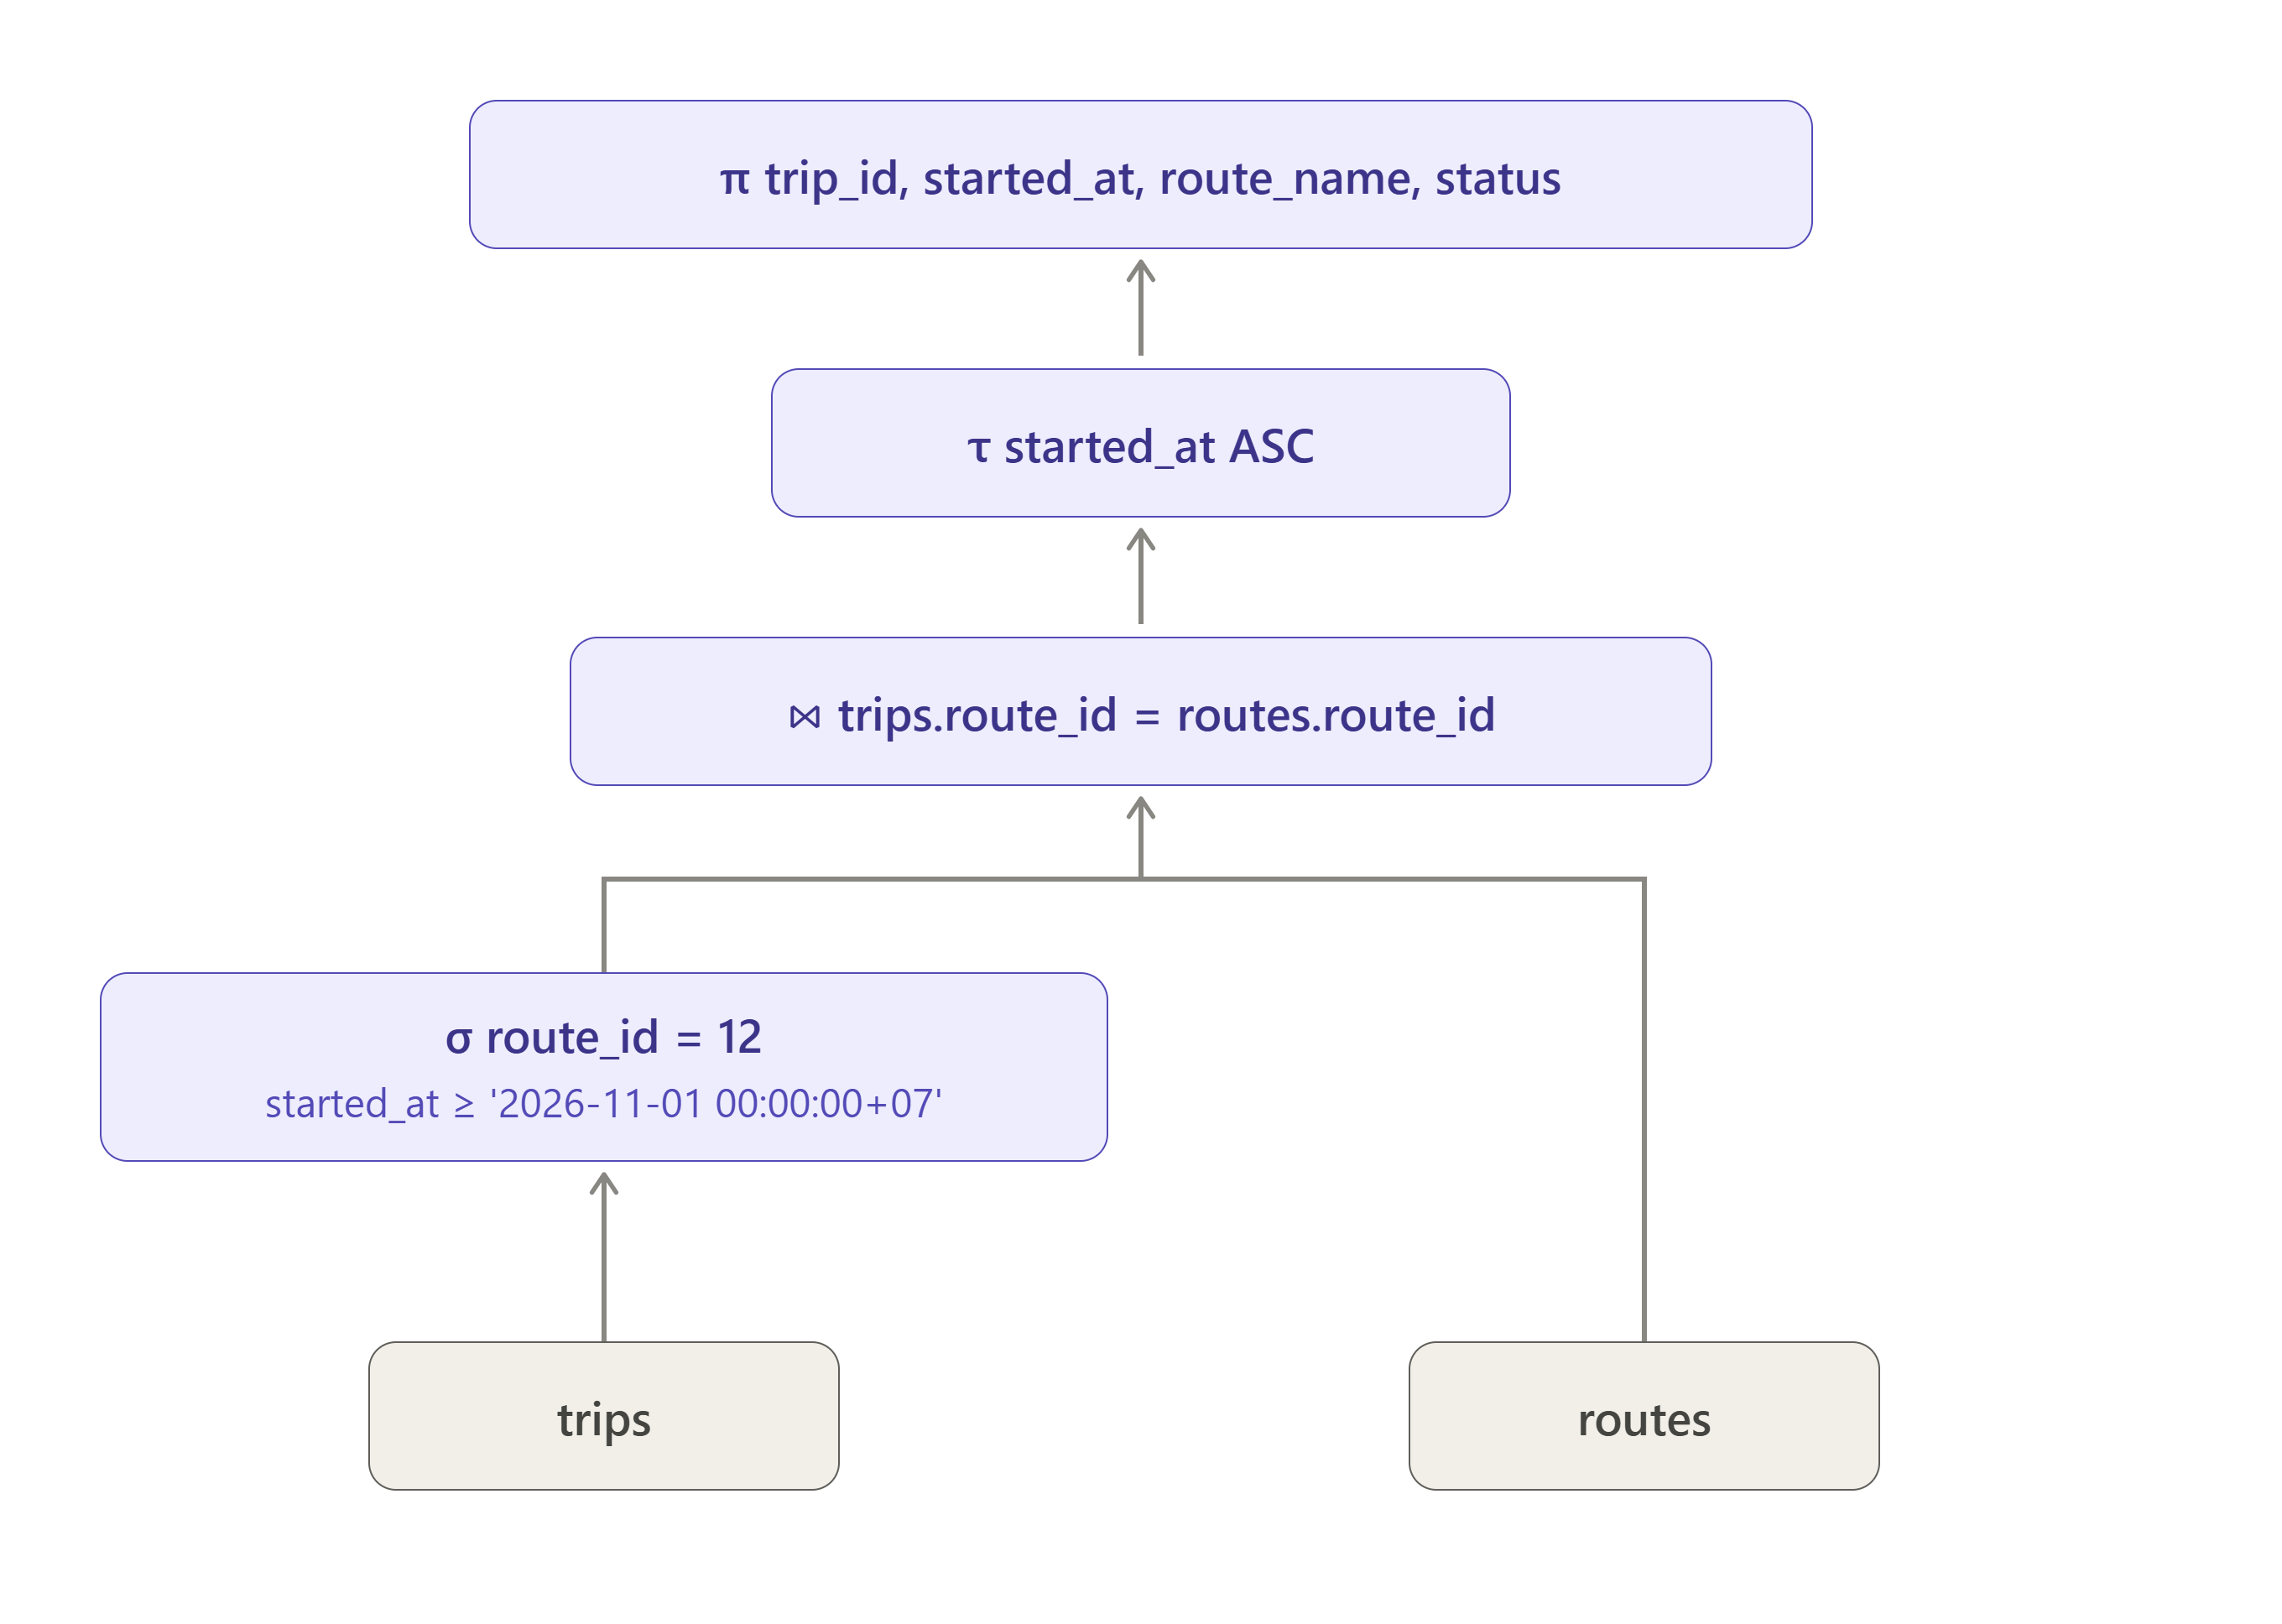 π trip_id, started_at, route_name, status
τ started_at ASC
⋈ trips.route_id = routes.route_id
σ route_id = 12
started_at ≥ '2026-11-01 00:00:00+07'
trips
routes